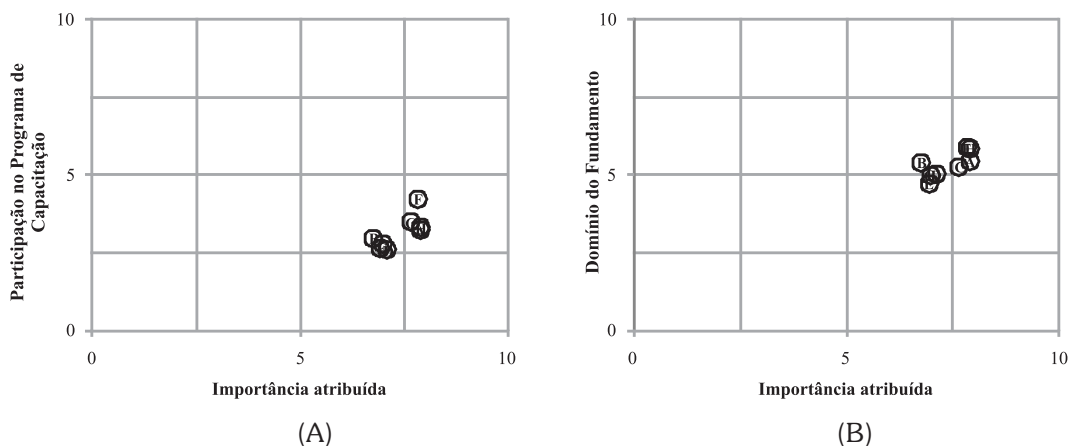 10
Participação no Programa de
Capacitação
5
0
F
C
B
0
5
10
Importância atribuída
(A)
10
Domínio do Fundamento
5
0
B
C
A
0
5
10
Importância atribuída
(B)